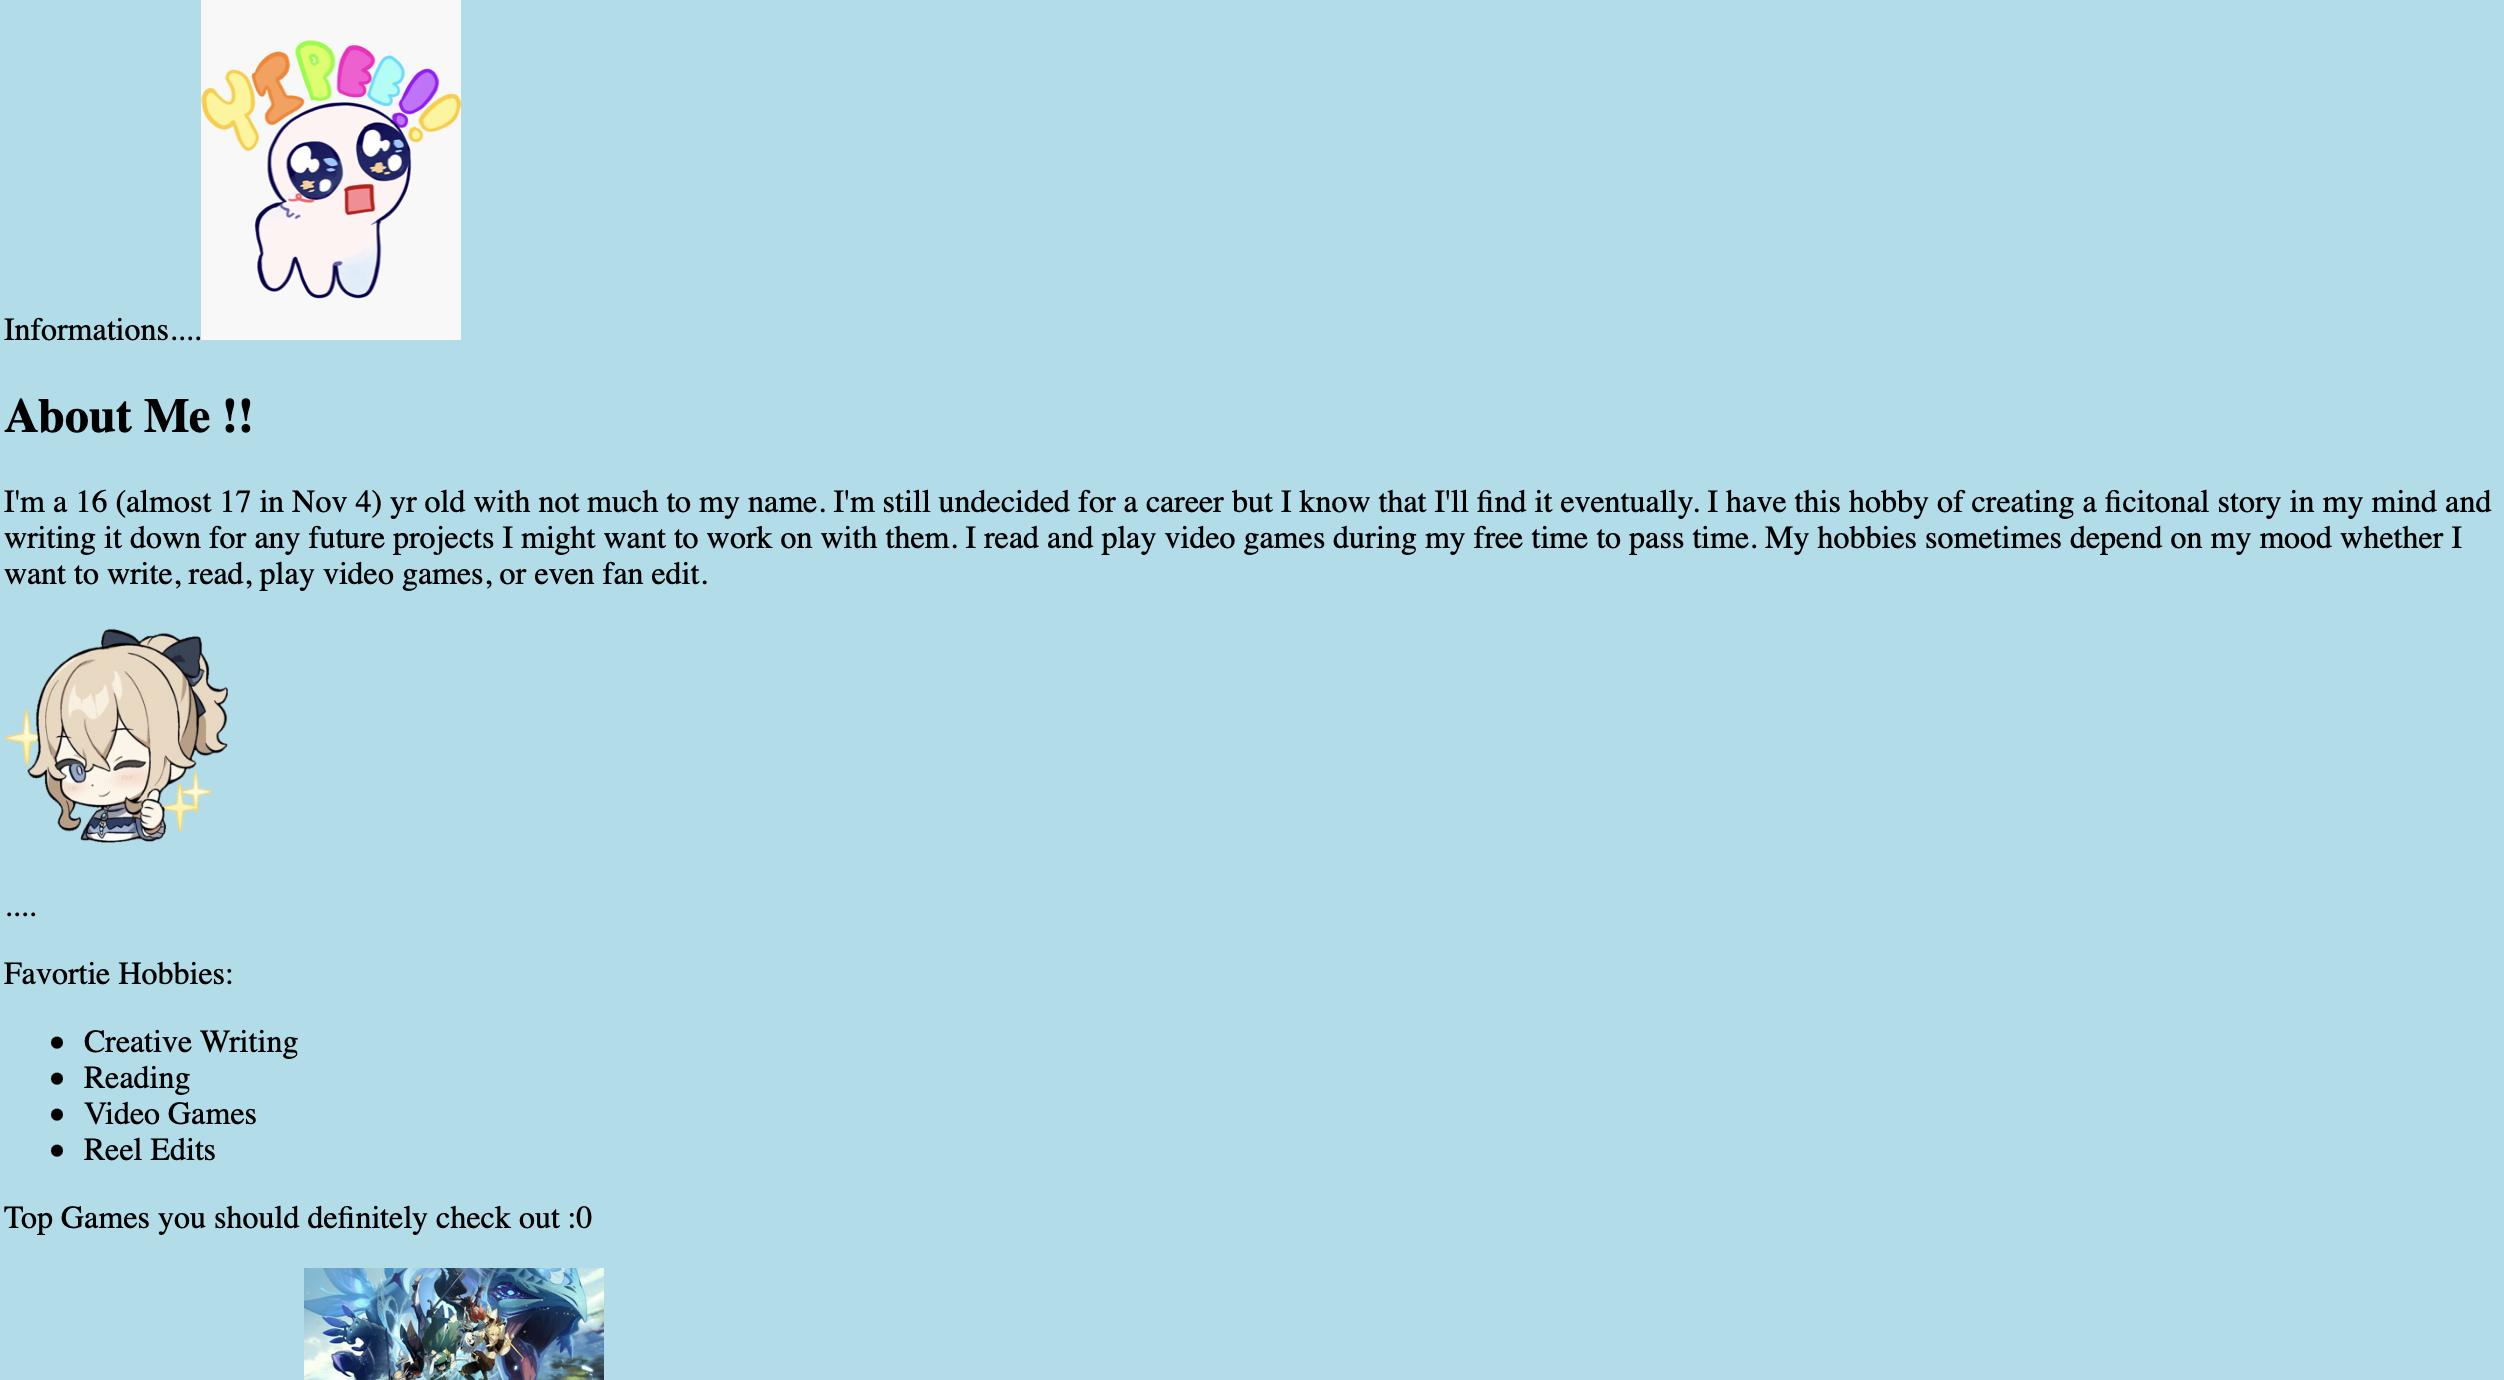 YIPEE!!
Informations....
About Me !!
I'm a 16 (almost 17 in Nov 4) yr old with not much to my name. I'm still undecided for a career but I know that I'll find it eventually. I have this hobby of creating a ficitonal story in my mind and
writing it down for any future projects I might want to work on with them. I read and play video games during my free time to pass time. My hobbies sometimes depend on my mood whether I
want to write, read, play video games, or even fan edit.
....
Favortie Hobbies:
• Creative Writing
• Reading
• Video Games
• Reel Edits
Top Games you should definitely check out :0